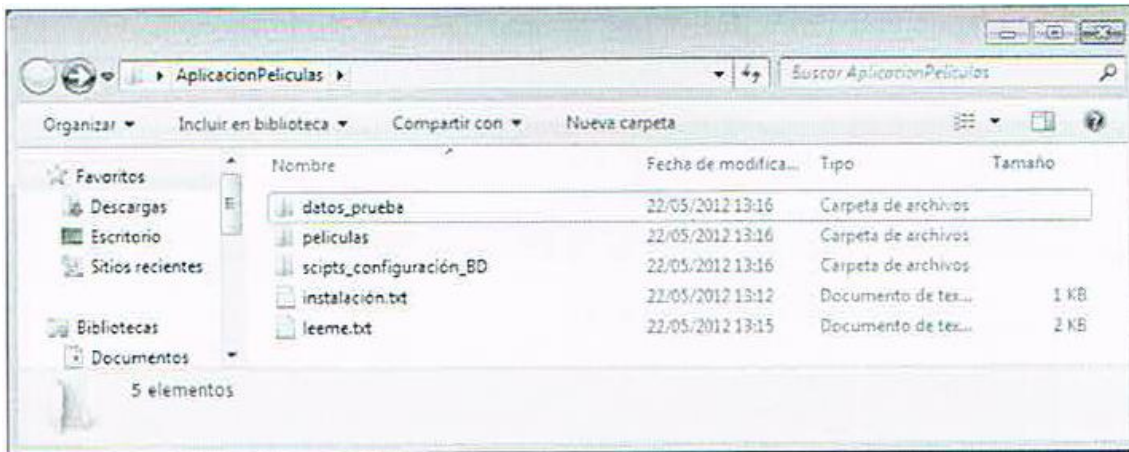 AplicacionPeliculas
Buscar AplicacionPeliculas
Organizar
Incluir en biblioteca
Compartir con
Nueva carpeta
Favoritos
Descargas
Escritorio
Sitios recientes
Bibliotecas
Documentos
Nombre
Fecha de modifica...
Tipo
Tamaño
datos_prueba
22/05/2012 13:16
Carpeta de archivos
peliculas
22/05/2012 13:16
Carpeta de archivos
scipts_configuración_BD
22/05/2012 13:16
Carpeta de archivos
instalación.txt
22/05/2012 13:12
Documento de tex...
1 KB
leeme.txt
22/05/2012 13:15
Documento de tex...
2 KB
5 elementos